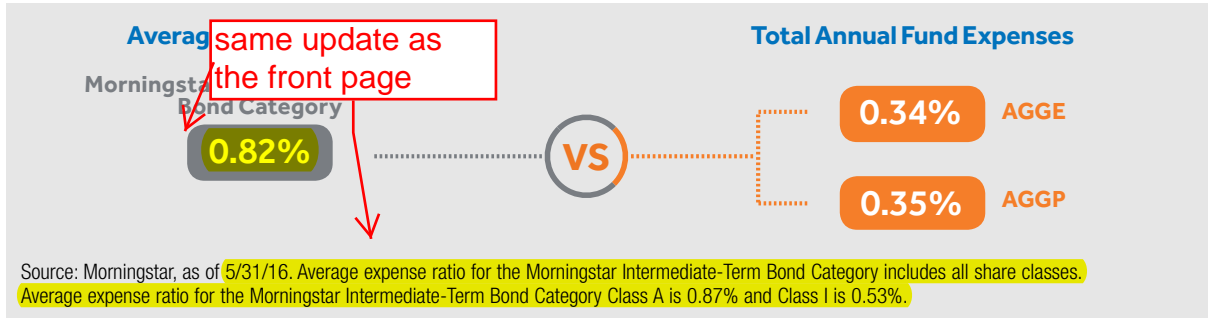 Averag
same update as
the front page
Total Annual Fund Expenses
Morningsta
Bond Category
0.82%
VS
0.34% AGGE
0.35% AGGP
Source: Morningstar, as of 5/31/16. Average expense ratio for the Morningstar Intermediate-Term Bond Category includes all share classes.
Average expense ratio for the Morningstar Intermediate-Term Bond Category Class A is 0.87% and Class I is 0.53%.